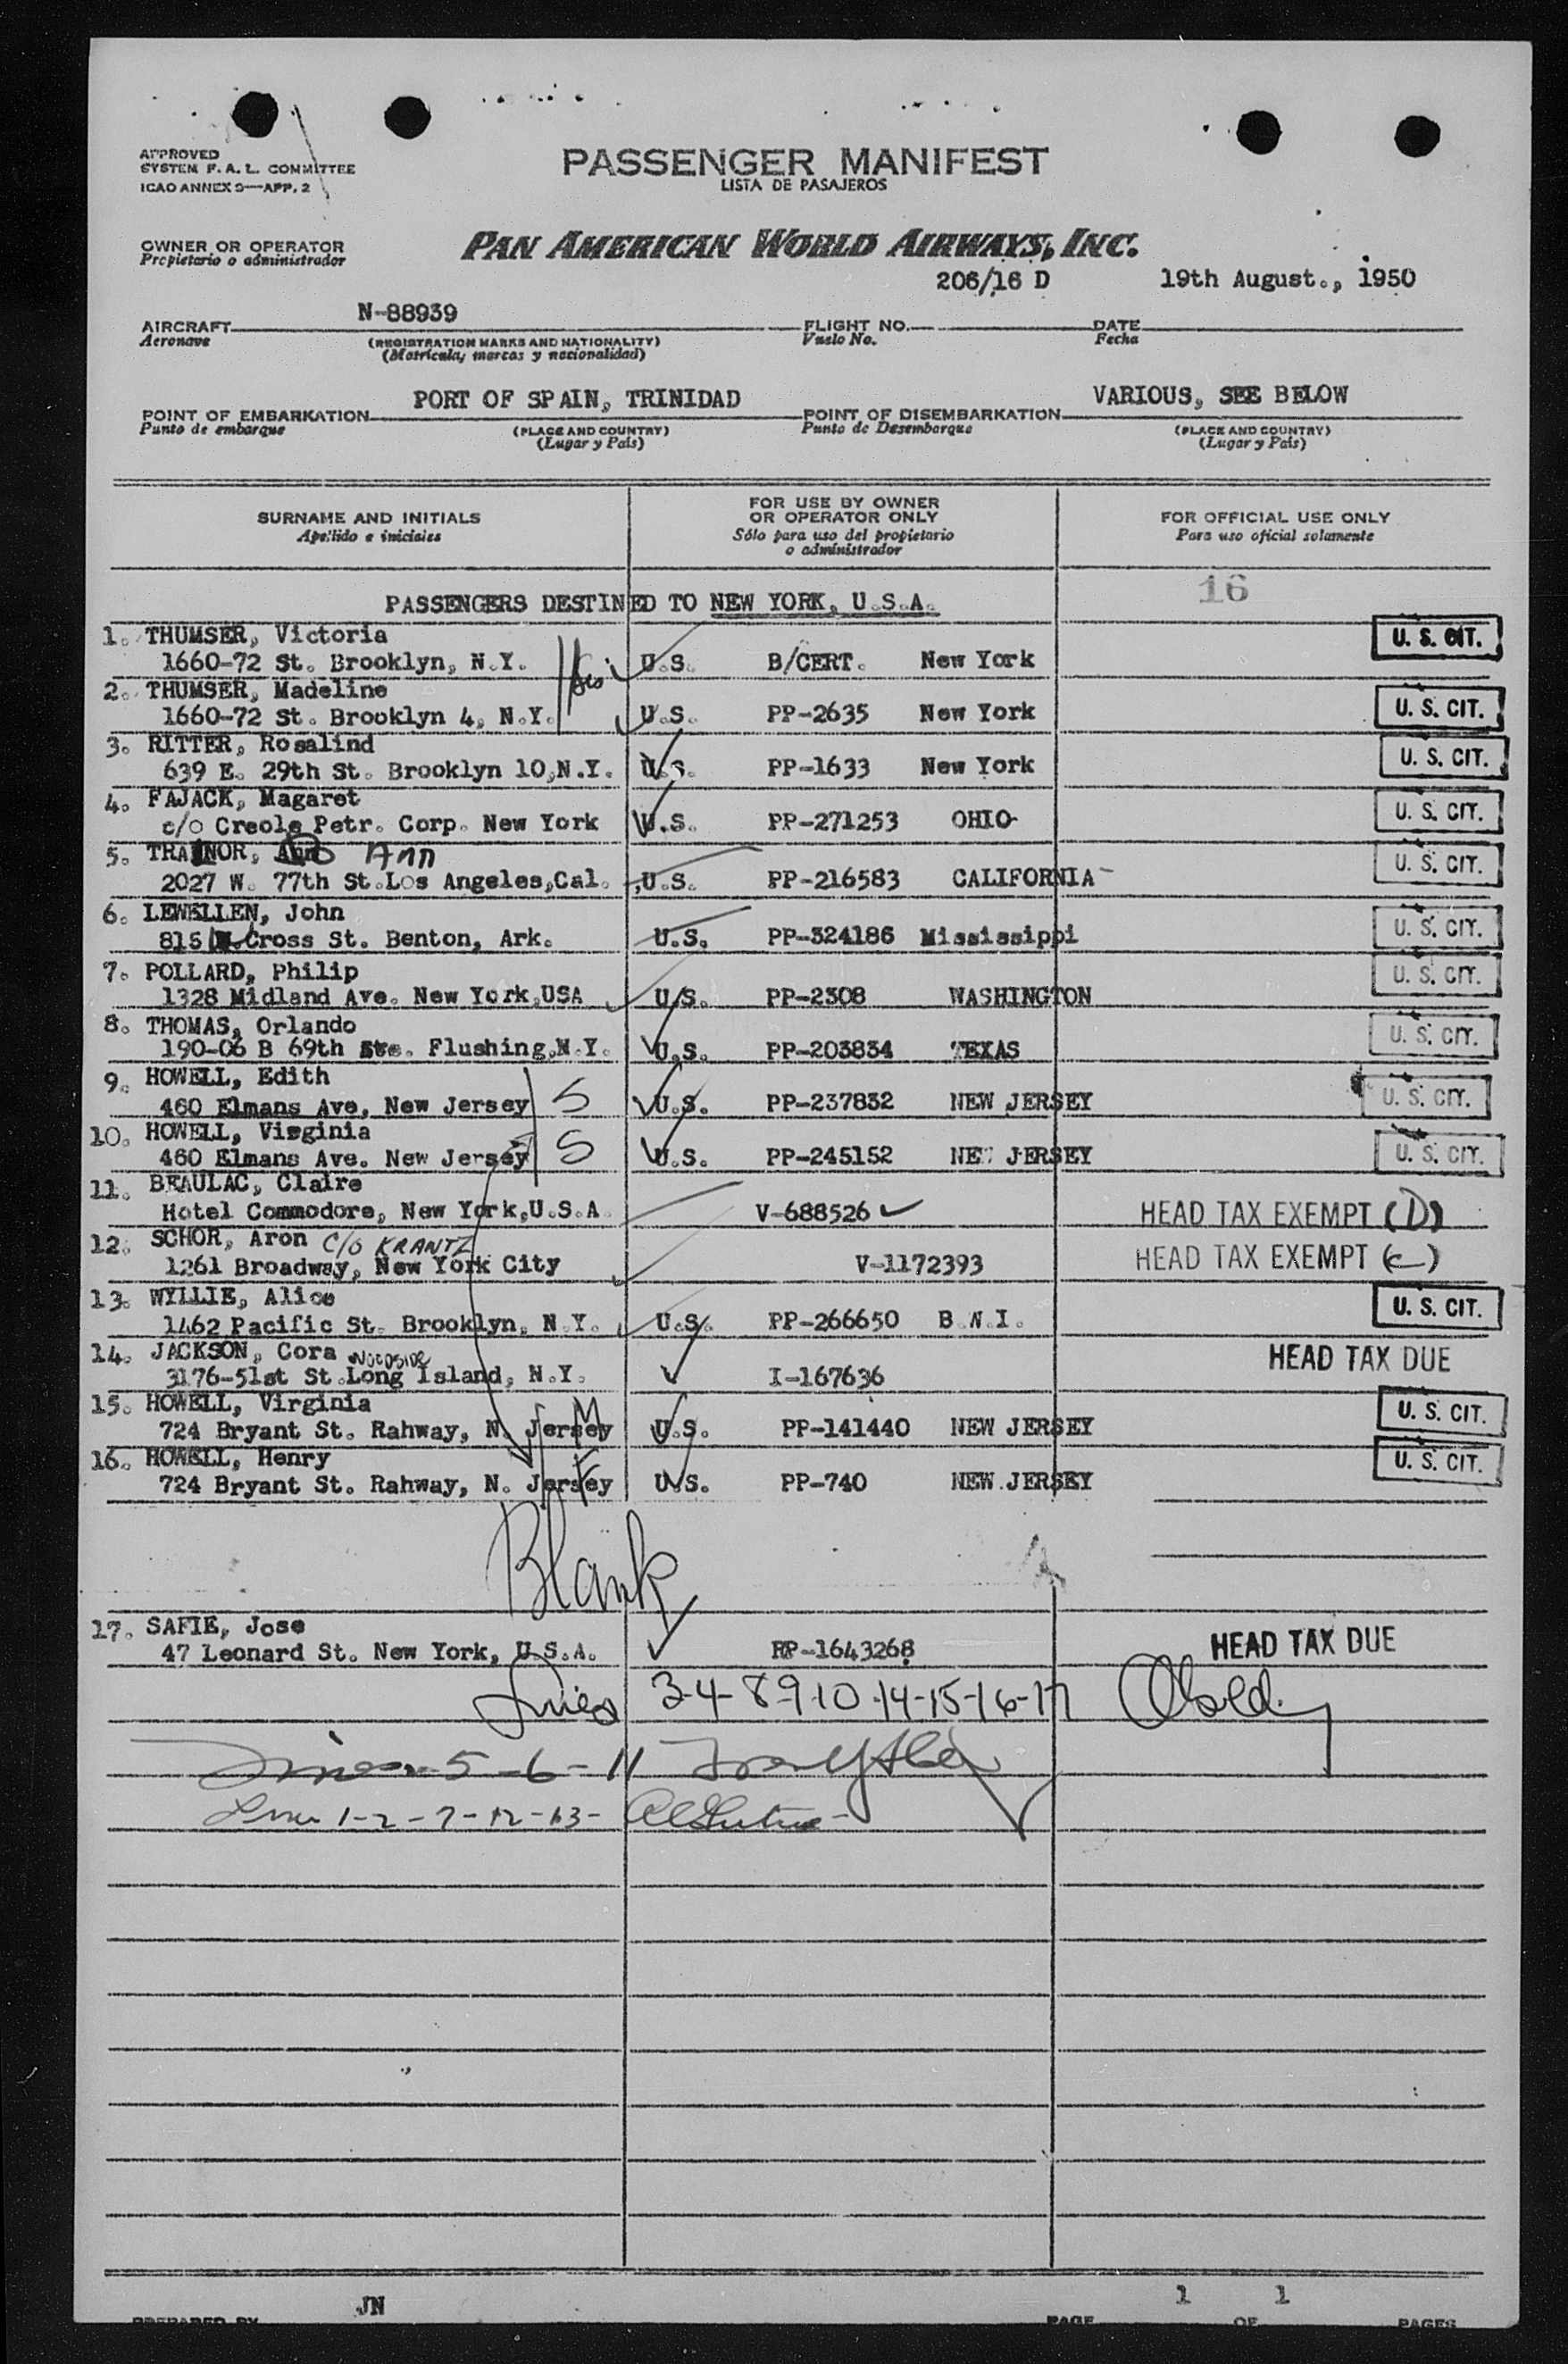 APPROVED
SYSTEM F. A. L. COMMITTEE
ICAO ANNEX 9—APP. 2
PASSENGER MANIFEST
LISTA DE PASAJEROS
OWNER OR OPERATOR
Propietario o administrador
PAN AMERICAN WORLD AIRWAYS, INC.
206/16 D 19th August., 1950
N-88939
AIRCRAFT FLIGHT NO. DATE
Aeronave (REGISTRATION MARKS AND NATIONALITY) Vuelo No. Fecha
(Matrícula, marcas y nacionalidad)
PORT OF SPAIN, TRINIDAD VARIOUS, SEE BELOW
POINT OF EMBARKATION POINT OF DISEMBARKATION
Punto de embarque (PLACE AND COUNTRY) Punto de Desembarque (PLACE AND COUNTRY)
(Lugar y País) (Lugar y País)
SURNAME AND INITIALS FOR USE BY OWNER OR OPERATOR ONLY FOR OFFICIAL USE ONLY
Apellido e iniciales Sólo para uso del propietario o administrador Para uso oficial solamente
16
PASSENGERS DESTINED TO NEW YORK, U.S.A.
1. THUMSER, Victoria U. S. CIT.
1660-72 St. Brooklyn, N.Y. U.S. B/CERT. New York
2. THUMSER, Madeline
1660-72 St. Brooklyn 4, N.Y. U.S. PP-2635 New York U. S. CIT.
3. RITTER, Rosalind
639 E. 29th St. Brooklyn 10,N.Y. U.S. PP-1633 New York U. S. CIT.
4. FAJACK, Magaret
c/o Creole Petr. Corp. New York U.S. PP-271253 OHIO U. S. CIT.
5. TRAINOR, Ann Ann
2027 W. 77th St.Los Angeles,Cal. U.S. PP-216583 CALIFORNIA U. S. CIT.
6. LEWELLEN, John
815 Cross St. Benton, Ark. U.S. PP-324186 Mississippi U. S. CIT.
7. POLLARD, Philip
1328 Midland Ave. New York,USA U.S. PP-2308 WASHINGTON U. S. CIT.
8. THOMAS, Orlando
190-06 B 69th Flushing,N.Y. U.S. PP-203834 TEXAS U. S. CIT.
9. HOWELL, Edith
460 Elmans Ave, New Jersey S U.S. PP-237832 NEW JERSEY U. S. CIT.
10. HOWELL, Virginia
460 Elmans Ave. New Jersey S U.S. PP-245152 NEW JERSEY U. S. CIT.
11. BEAULAC, Claire
Hotel Commodore, New York,U.S.A. V-688526 HEAD TAX EXEMPT (D)
12. SCHOR, Aron C/O KRANTZ
1261 Broadway, New York City V-1172393 HEAD TAX EXEMPT (C)
13. WYLLIE, Alice
1462 Pacific St. Brooklyn, N.Y. U.S. PP-266650 B.W.I. U. S. CIT.
14. JACKSON, Cora WOODSIDE
3176-51st St.Long Island, N.Y. I-167636 HEAD TAX DUE
15. HOWELL, Virginia
724 Bryant St. Rahway, N. Jersey M U.S. PP-141440 NEW JERSEY U. S. CIT.
16. HOWELL, Henry
724 Bryant St. Rahway, N. Jersey F U.S. PP-740 NEW JERSEY U. S. CIT.
Blank
17. SAFIE, Jose
47 Leonard St. New York, U.S.A. RP-1643268 HEAD TAX DUE
Lines 3-4-8-9-10-14-15-16-17
Lines 5-6-11
Line 1-2-7-12-13-
JN 1 1
PREPARED BY PAGE OF PAGES